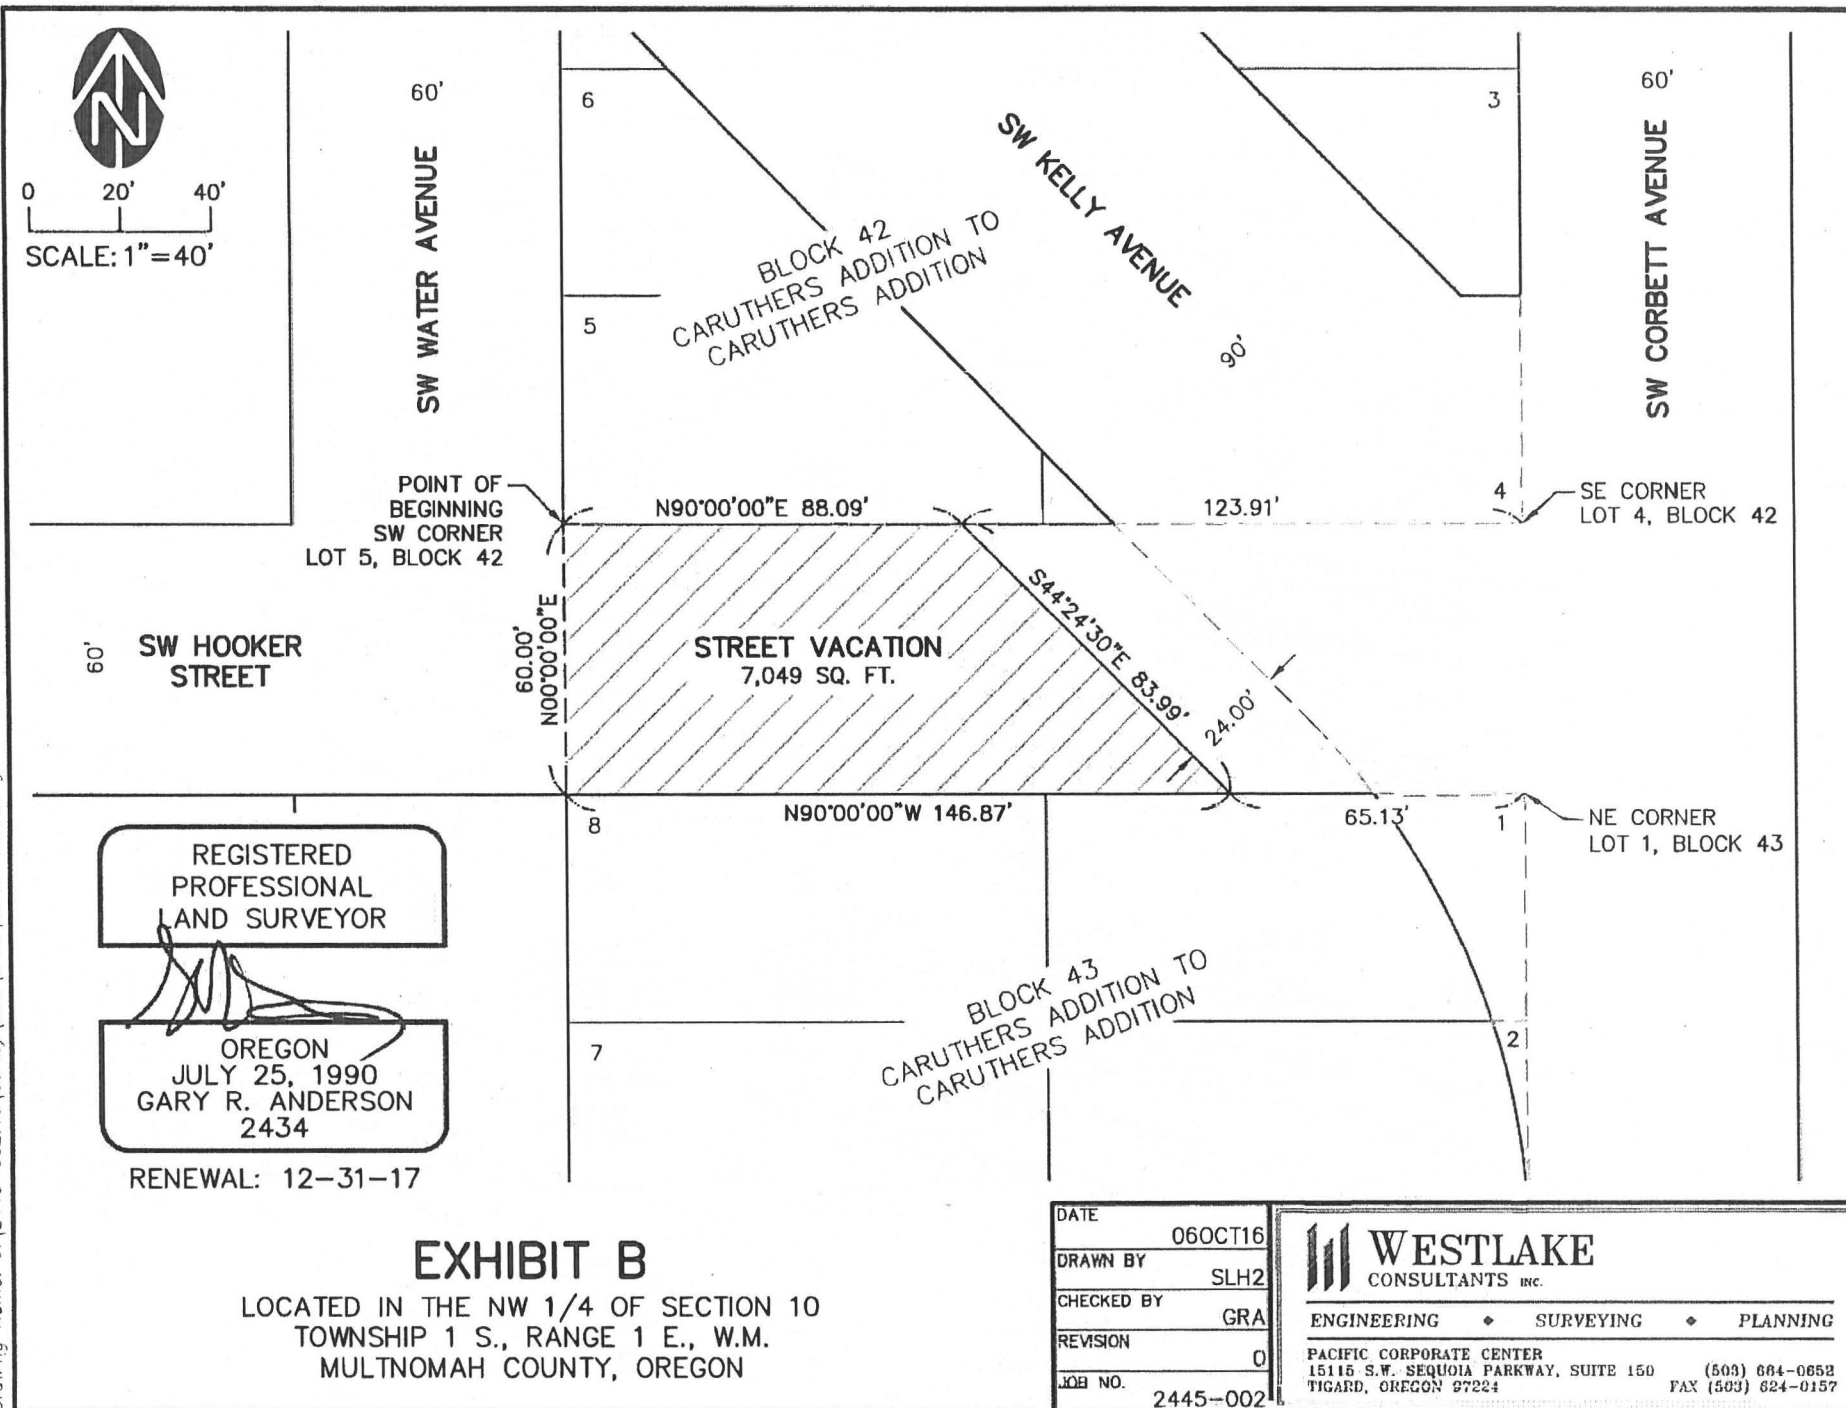 N
0 20' 40'
SCALE: 1"=40'
60'
SW WATER AVENUE
6
5
BLOCK 42
CARUTHERS ADDITION TO
CARUTHERS ADDITION
SW KELLY AVENUE
90'
3
60'
SW CORBETT AVENUE
POINT OF
BEGINNING
SW CORNER
LOT 5, BLOCK 42
N90°00'00"E 88.09'
123.91'
4
SE CORNER
LOT 4, BLOCK 42
60'
SW HOOKER
STREET
60.00'
N00°00'00"E
STREET VACATION
7,049 SQ. FT.
S44°24'30"E 83.99'
24.00'
8
N90°00'00"W 146.87'
65.13'
1
NE CORNER
LOT 1, BLOCK 43
7
BLOCK 43
CARUTHERS ADDITION TO
CARUTHERS ADDITION
2
REGISTERED
PROFESSIONAL
LAND SURVEYOR
OREGON
JULY 25, 1990
GARY R. ANDERSON
2434
RENEWAL: 12-31-17
EXHIBIT B
LOCATED IN THE NW 1/4 OF SECTION 10
TOWNSHIP 1 S., RANGE 1 E., W.M.
MULTNOMAH COUNTY, OREGON
DATE
06OCT16
DRAWN BY
SLH2
CHECKED BY
GRA
REVISION
0
JOB NO.
2445-002
WESTLAKE
CONSULTANTS INC.
ENGINEERING ◆ SURVEYING ◆ PLANNING
PACIFIC CORPORATE CENTER
15115 S.W. SEQUOIA PARKWAY, SUITE 150 (503) 684-0652
TIGARD, OREGON 97224 FAX (503) 624-0157